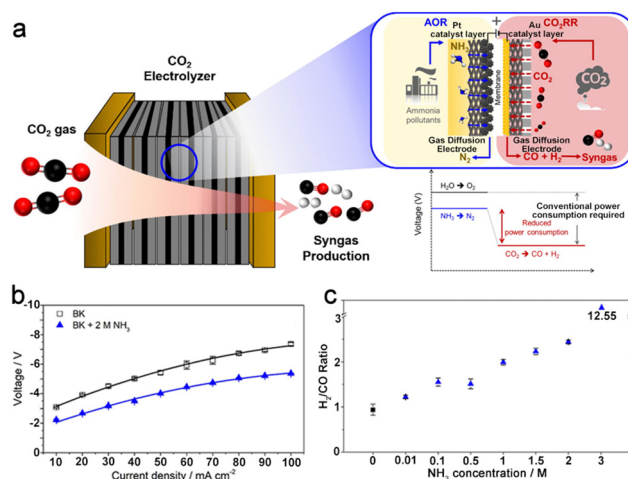 a
CO₂
Electrolyzer
CO₂ gas
Syngas
Production
AOR
Pt
catalyst layer
+
Au
catalyst layer
CO₂RR
NH₃
Ammonia
pollutants
Membrane
CO₂
CO₂
Gas Diffusion
Electrode
N₂
Gas Diffusion
Electrode
CO + H₂
Syngas
Voltage (V)
H₂O → O₂
NH₃ → N₂
Reduced
power consumption
Conventional power
consumption required
CO₂ → CO + H₂
b
BK
BK + 2 M NH₃
Voltage / V
-10
-8
-6
-4
-2
0
10 20 30 40 50 60 70 80 90 100
Current density / mA cm⁻²
c
12.55
H₂/CO Ratio
3
3
2
1
0
0 0.01 0.1 0.5 1 1.5 2 3
NH₃ concentration / M